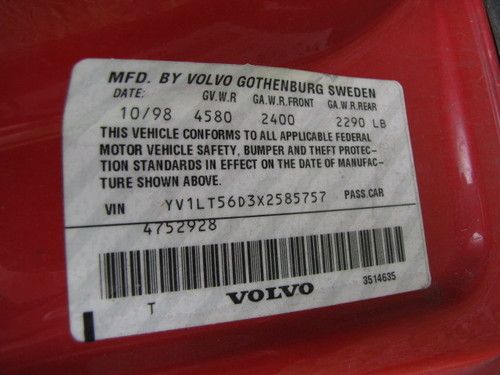 MFD. BY VOLVO GOTHENBURG SWEDEN
DATE: GV.W.R GA.W.R.FRONT GA.W.R.REAR
10/98 4580 2400 2290 LB
THIS VEHICLE CONFORMS TO ALL APPLICABLE FEDERAL
MOTOR VEHICLE SAFETY, BUMPER AND THEFT PROTEC-
TION STANDARDS IN EFFECT ON THE DATE OF MANUFAC-
TURE SHOWN ABOVE.
VIN YV1LT56D3X2585757 PASS.CAR
4752928
T VOLVO 3514635